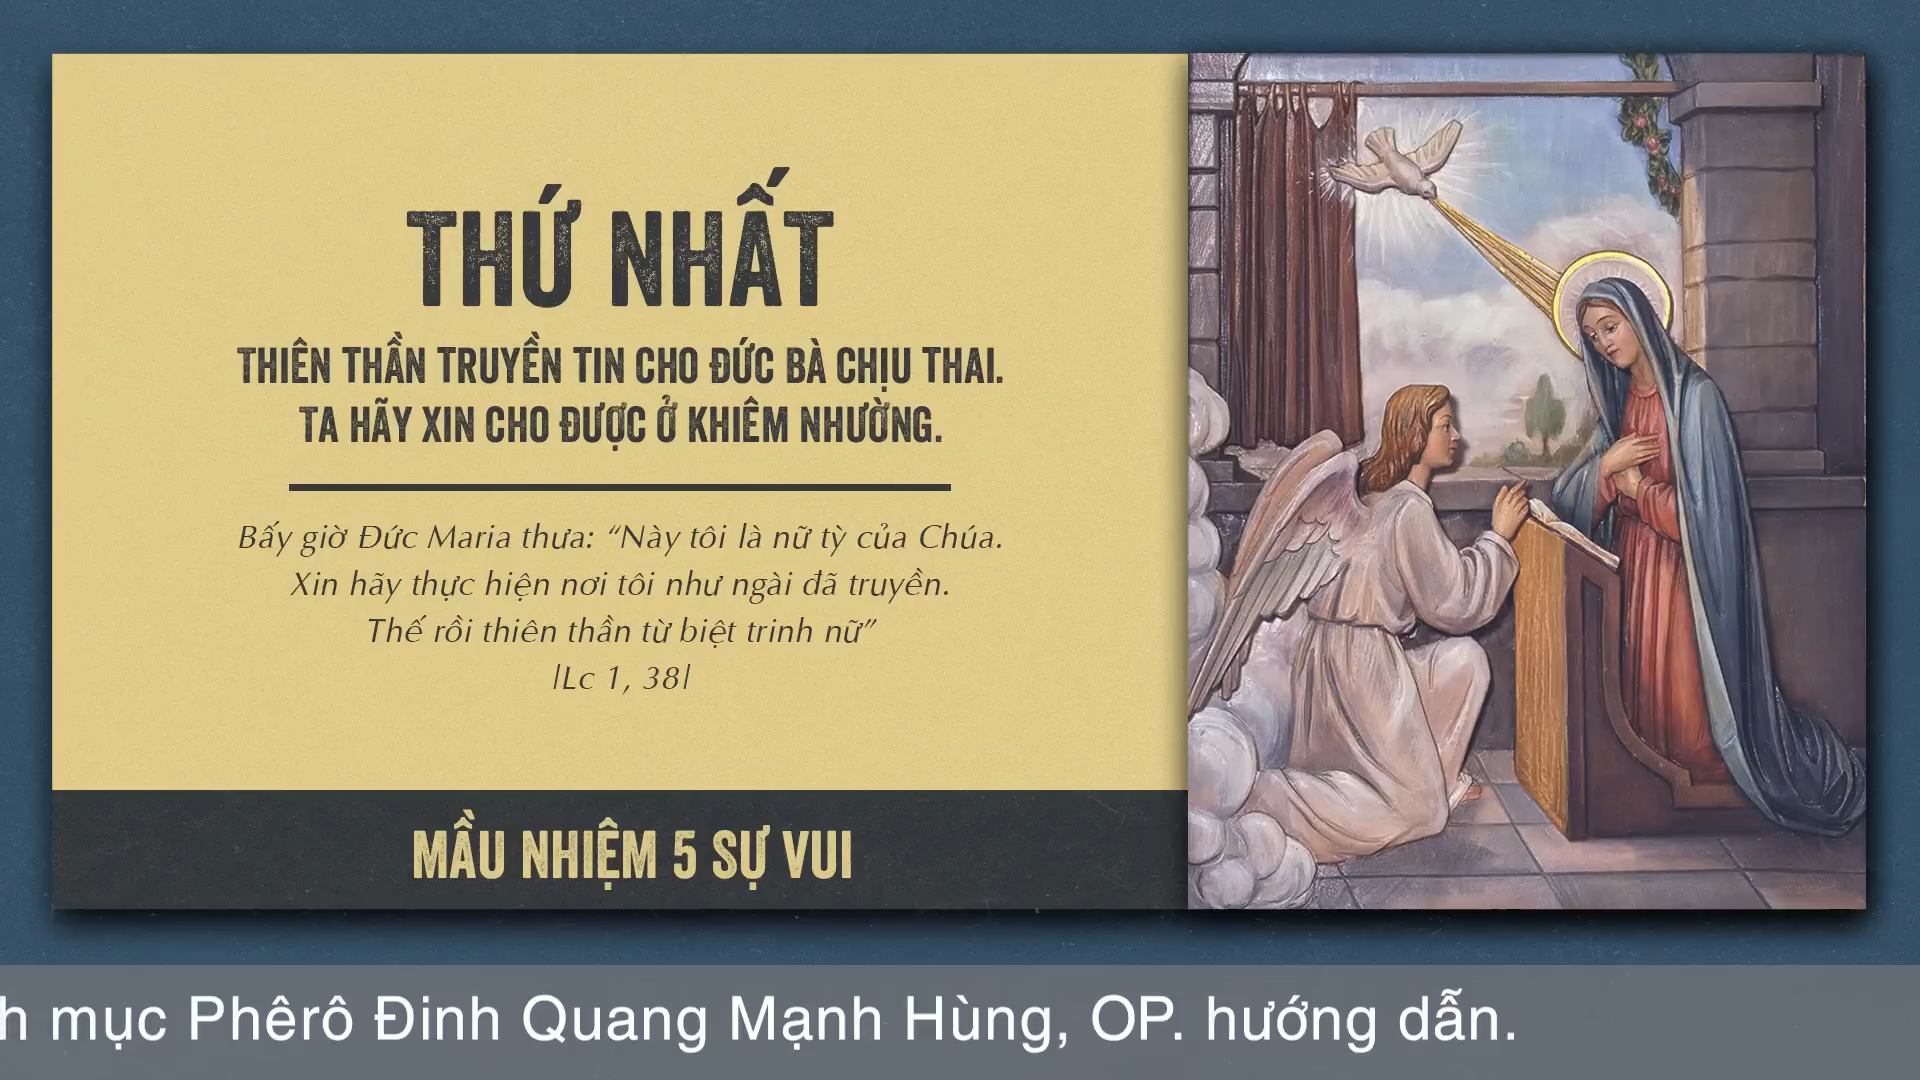 THỨ NHẤT
THIÊN THẦN TRUYỀN TIN CHO ĐỨC BÀ CHỊU THAI.
TA HÃY XIN CHO ĐƯỢC Ở KHIÊM NHƯỜNG.
Bấy giờ Đức Maria thưa: “Này tôi là nữ tỳ của Chúa.
Xin hãy thực hiện nơi tôi như ngài đã truyền.
Thế rồi thiên thần từ biệt trinh nữ”
|Lc 1, 38|
MẦU NHIỆM 5 SỰ VUI
h mục Phêrô Đinh Quang Mạnh Hùng, OP. hướng dẫn.